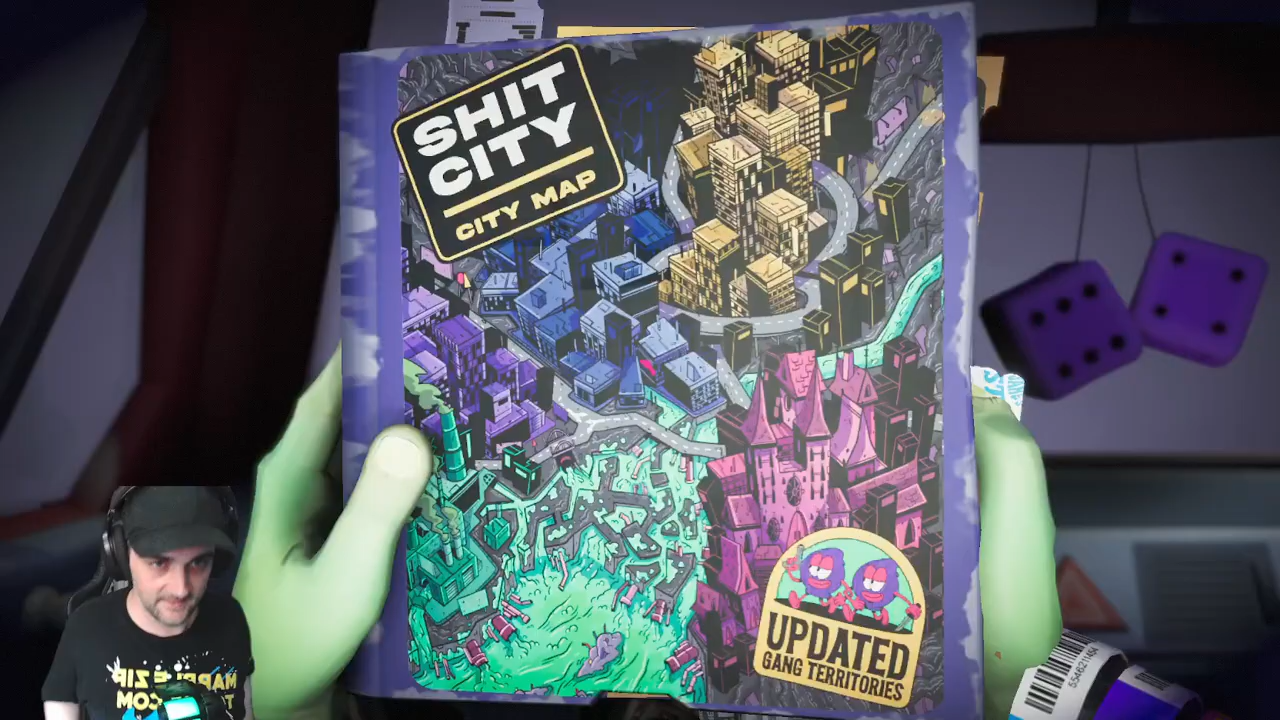 SHIT
CITY
CITY MAP
UPDATED
GANG TERRITORIES